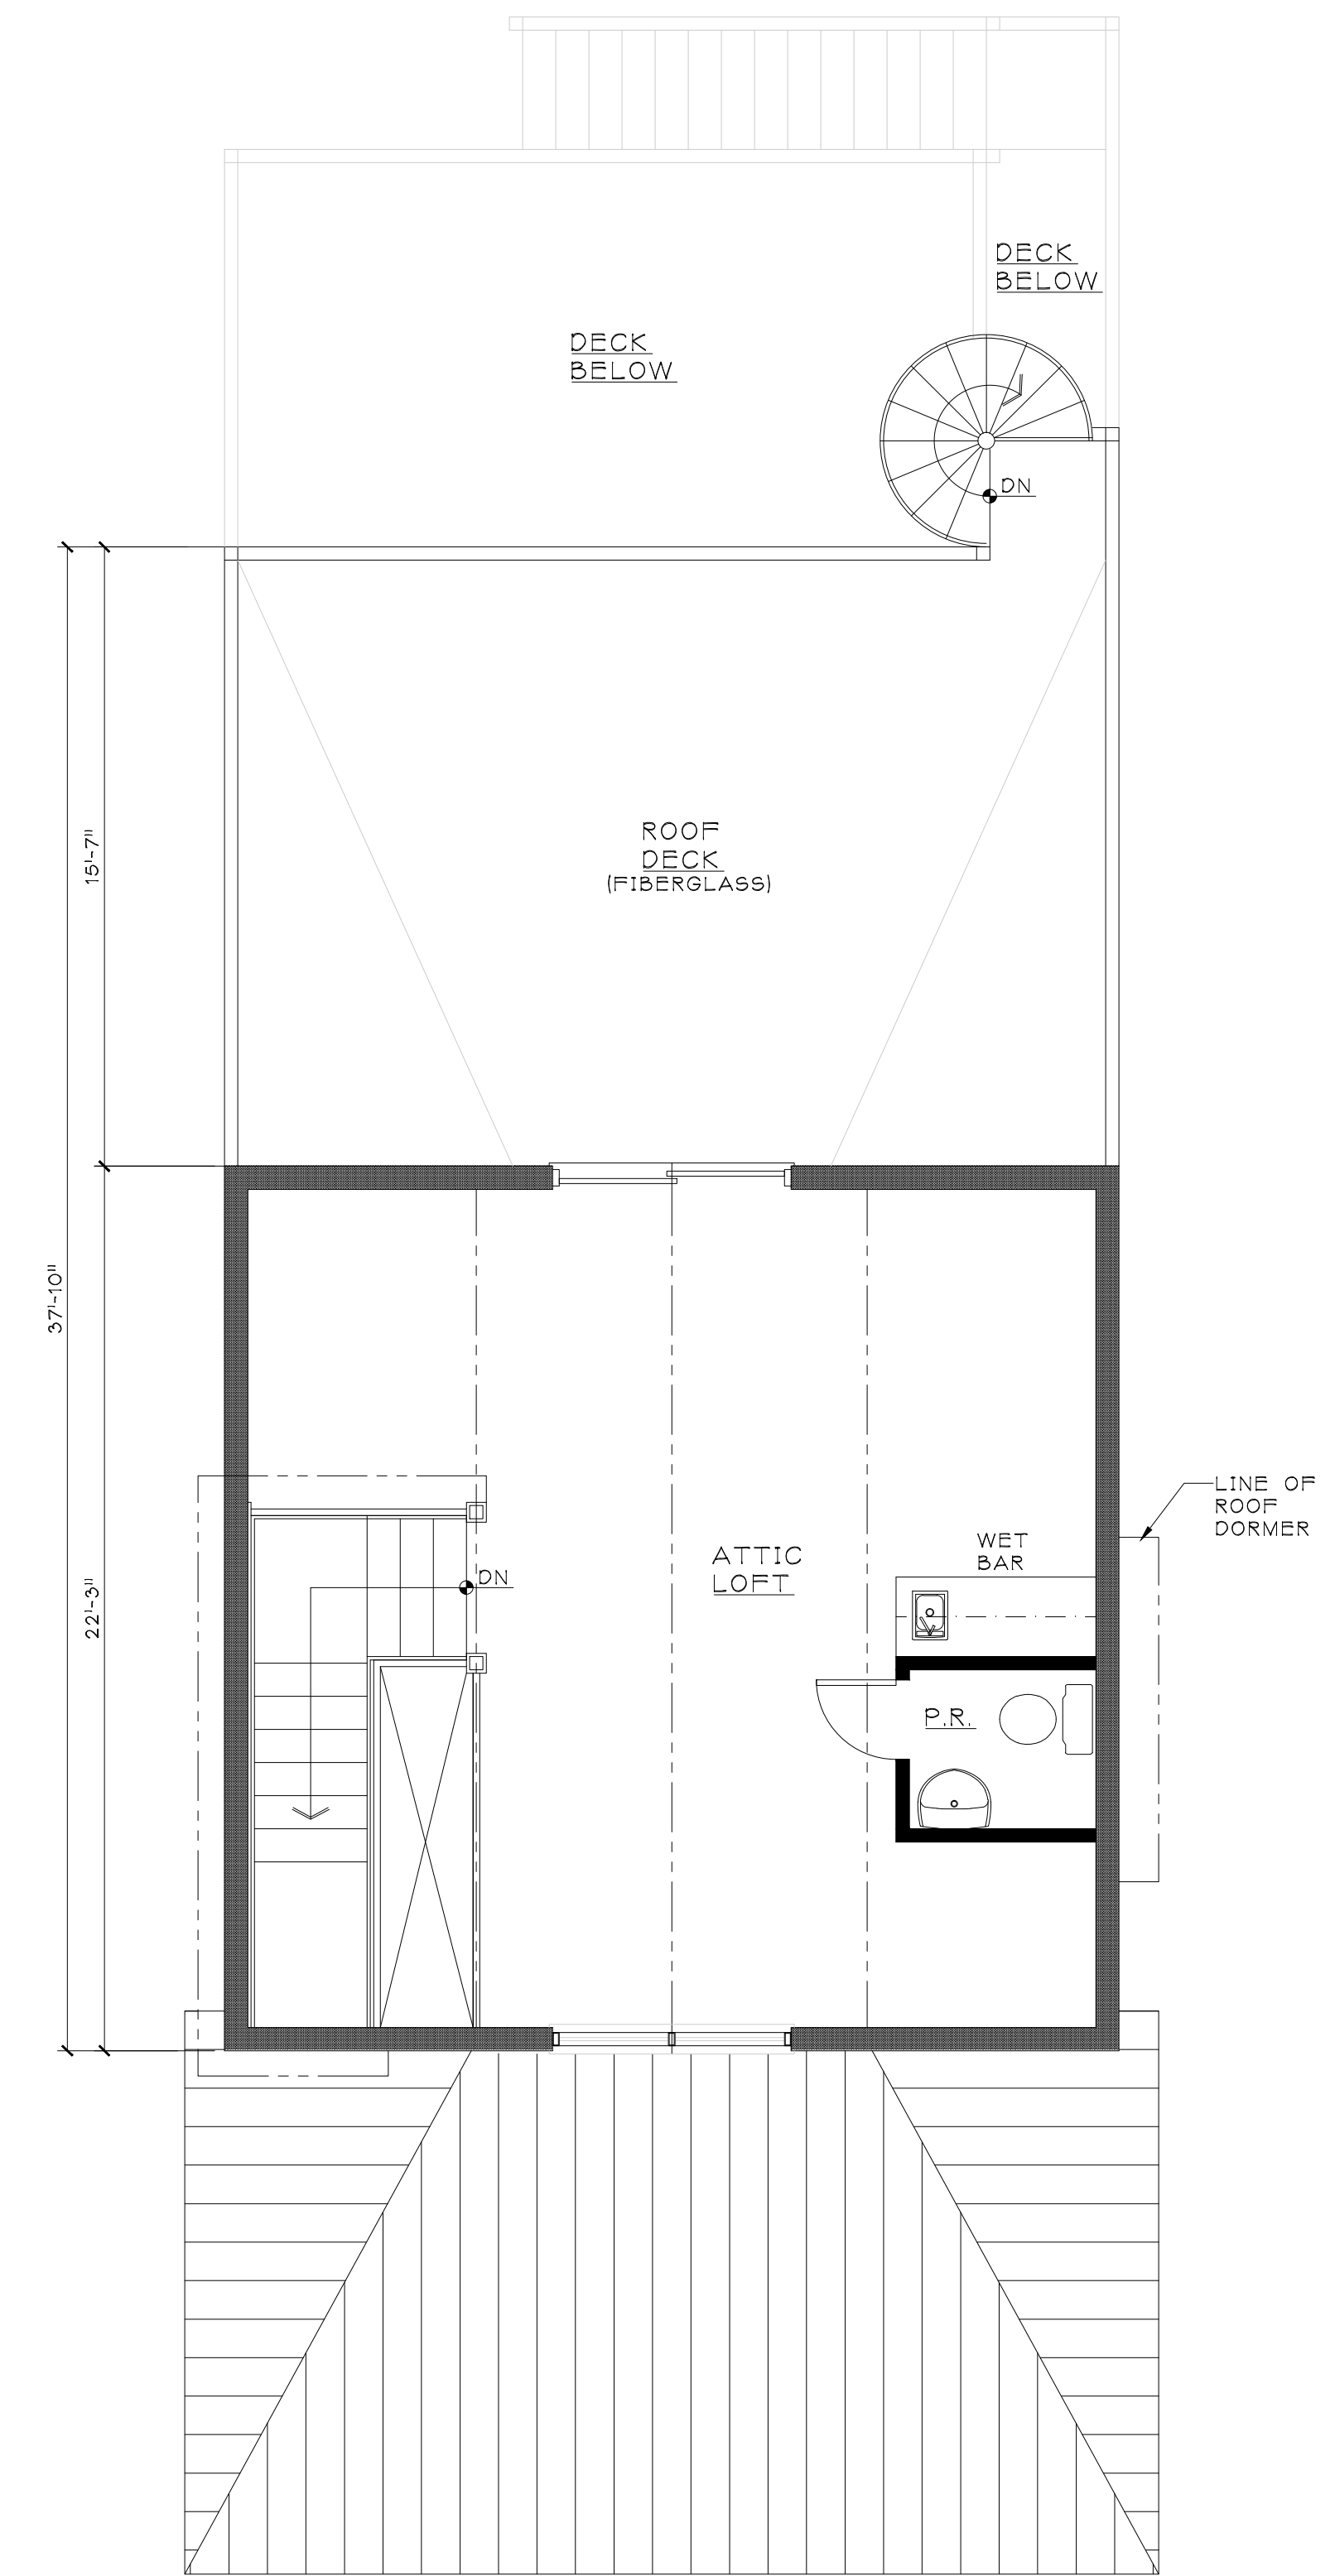 DECK
BELOW
DECK
BELOW
DN
ROOF
DECK
(FIBERGLASS)
15'-7"
37'-10"
22'-3"
LINE OF
ROOF
DORMER
WET
BAR
ATTIC
LOFT
DN
P.R.